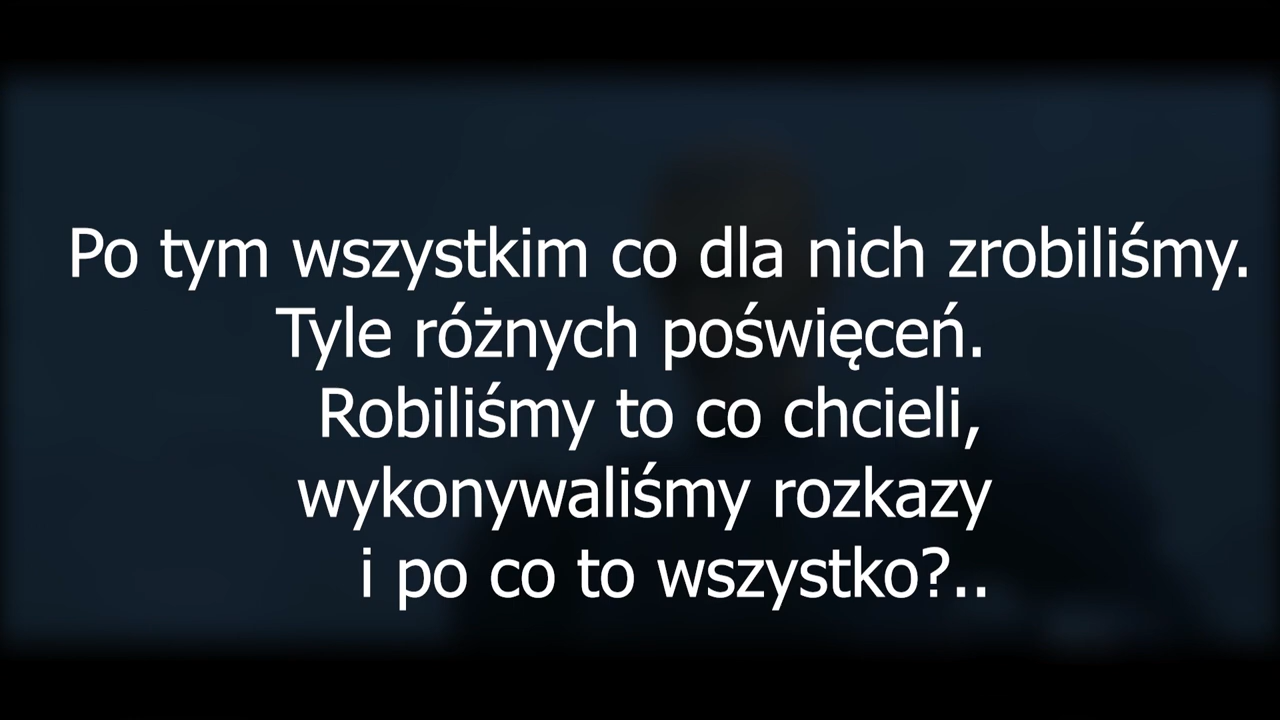 Po tym wszystkim co dla nich zrobiliśmy.
Tyle różnych poświęceń.
Robiliśmy to co chcieli,
wykonywaliśmy rozkazy
i po co to wszystko?..